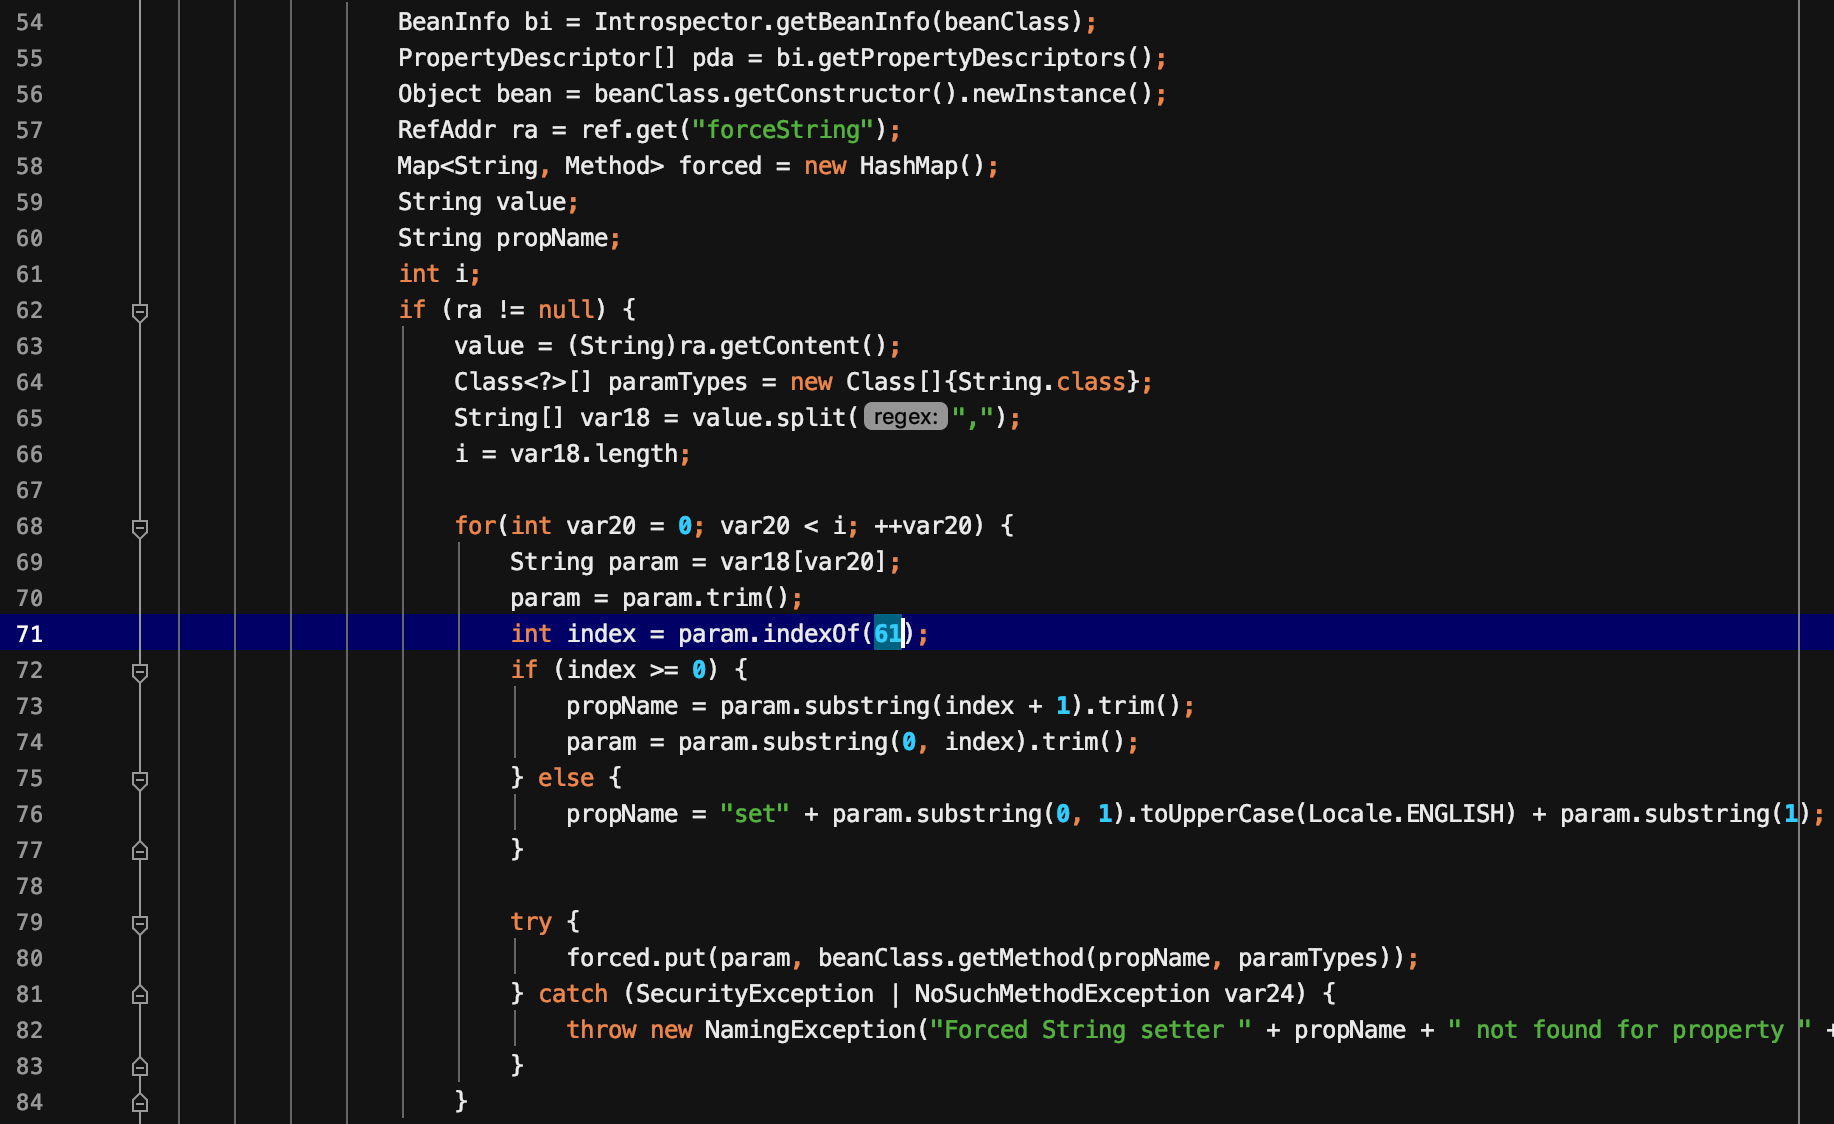 54 BeanInfo bi = Introspector.getBeanInfo(beanClass);
55 PropertyDescriptor[] pda = bi.getPropertyDescriptors();
56 Object bean = beanClass.getConstructor().newInstance();
57 RefAddr ra = ref.get("forceString");
58 Map<String, Method> forced = new HashMap();
59 String value;
60 String propName;
61 int i;
62 if (ra != null) {
63 value = (String)ra.getContent();
64 Class<?>[] paramTypes = new Class[]{String.class};
65 String[] var18 = value.split( regex: ",");
66 i = var18.length;
67
68 for(int var20 = 0; var20 < i; ++var20) {
69 String param = var18[var20];
70 param = param.trim();
71 int index = param.indexOf(61);
72 if (index >= 0) {
73 propName = param.substring(index + 1).trim();
74 param = param.substring(0, index).trim();
75 } else {
76 propName = "set" + param.substring(0, 1).toUpperCase(Locale.ENGLISH) + param.substring(1);
77 }
78
79 try {
80 forced.put(param, beanClass.getMethod(propName, paramTypes));
81 } catch (SecurityException | NoSuchMethodException var24) {
82 throw new NamingException("Forced String setter " + propName + " not found for property " +
83 }
84 }